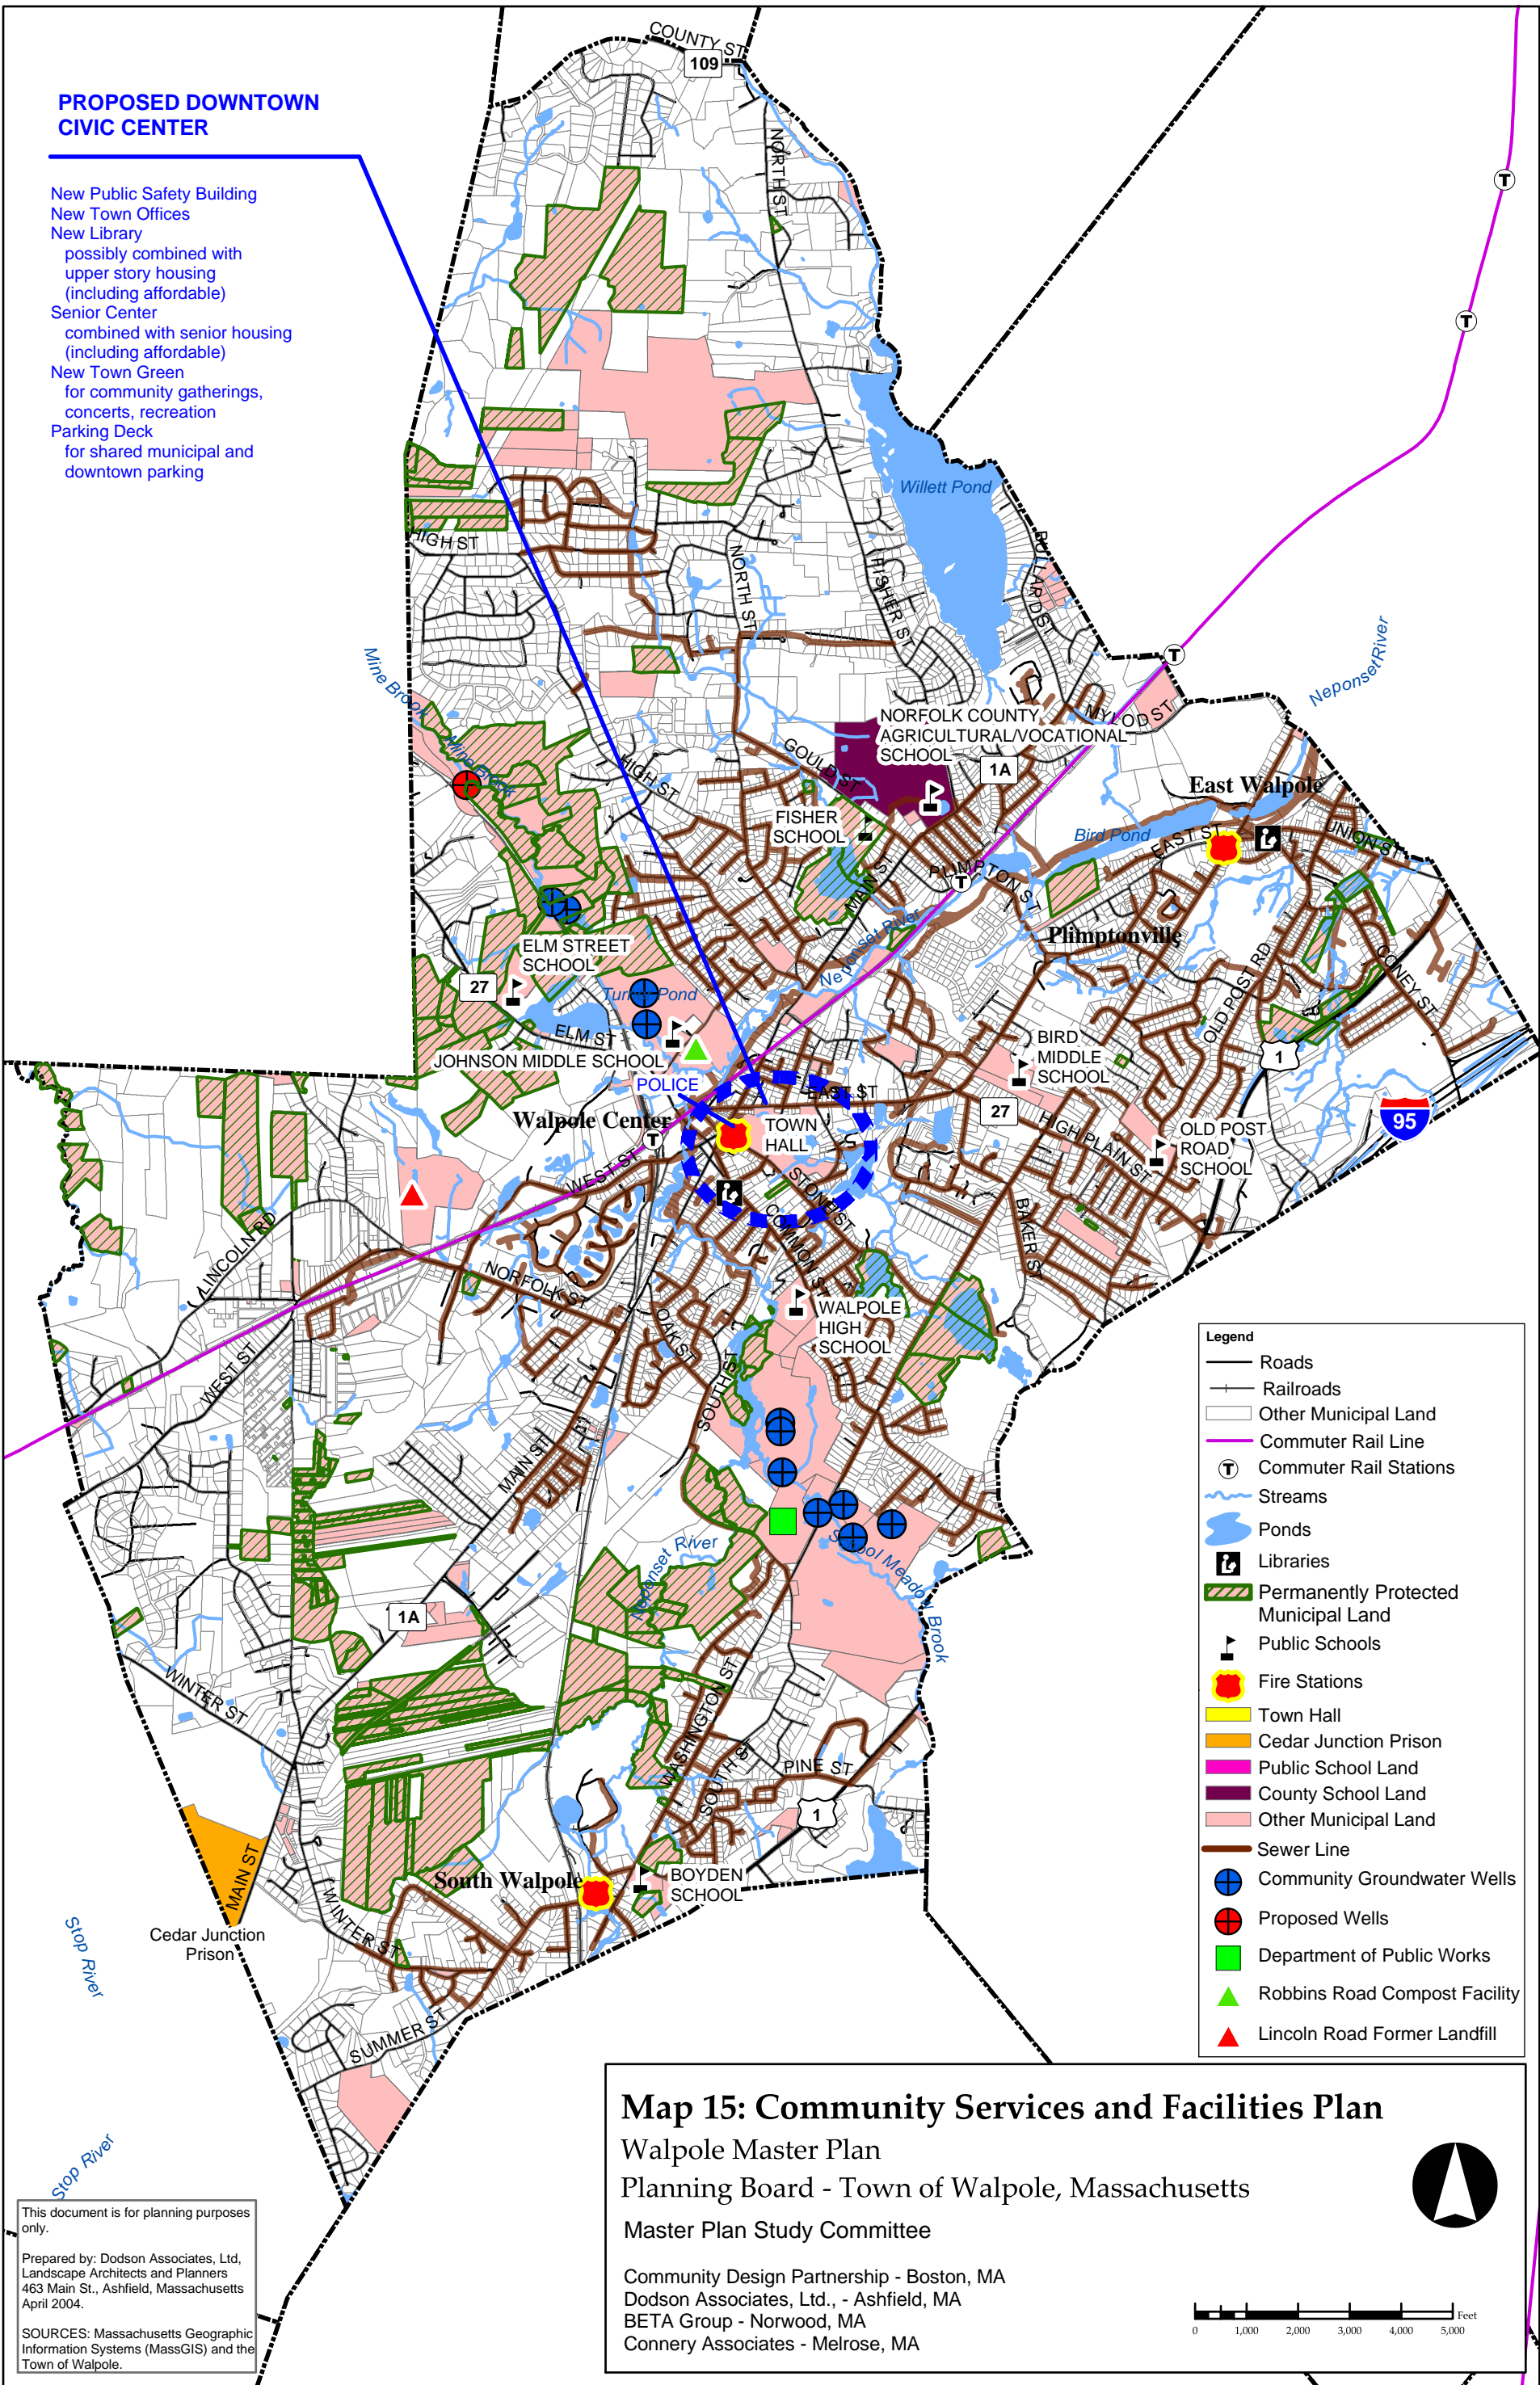 PROPOSED DOWNTOWN
CIVIC CENTER
New Public Safety Building
New Town Offices
New Library
possibly combined with
upper story housing
(including affordable)
Senior Center
combined with senior housing
(including affordable)
New Town Green
for community gatherings,
concerts, recreation
Parking Deck
for shared municipal and
downtown parking
COUNTY ST
109
NORTH ST
T
T
Willett Pond
HIGH ST
NORTH ST
FISHER ST
BULLARD ST
T
Neponset River
Mine Brook
Mine Brook
MYLOD ST
NORFOLK COUNTY
AGRICULTURAL/VOCATIONAL
SCHOOL
GOULD ST
HIGH ST
1A
East Walpole
FISHER
SCHOOL
Bird Pond
EAST ST
UNION ST
MAIN ST
PLIMPTON ST
T
Neponset River
Plimptonville
ELM STREET
SCHOOL
27
OLD POST RD
CONEY ST
Turner Pond
ELM ST
JOHNSON MIDDLE SCHOOL
BIRD
MIDDLE
SCHOOL
1
POLICE
EAST ST
Walpole Center
T
TOWN
HALL
27
HIGH PLAIN ST
OLD POST
ROAD
SCHOOL
95
WEST ST
STONE ST
COMMON ST
BAKER ST
LINCOLN RD
NORFOLK ST
OAK ST
WALPOLE
HIGH
SCHOOL
WEST ST
SOUTH ST
MAIN ST
Neponset River
School Meadow Brook
1A
WINTER ST
WASHINGTON ST
SOUTH ST
PINE ST
1
MAIN ST
South Walpole
BOYDEN
SCHOOL
WINTER ST
Cedar Junction
Prison
Stop River
SUMMER ST
Stop River
Legend
Roads
Railroads
Other Municipal Land
Commuter Rail Line
T
Commuter Rail Stations
Streams
Ponds
Libraries
Permanently Protected
Municipal Land
Public Schools
Fire Stations
Town Hall
Cedar Junction Prison
Public School Land
County School Land
Other Municipal Land
Sewer Line
Community Groundwater Wells
Proposed Wells
Department of Public Works
Robbins Road Compost Facility
Lincoln Road Former Landfill
Map 15: Community Services and Facilities Plan
Walpole Master Plan
Planning Board - Town of Walpole, Massachusetts
Master Plan Study Committee
Community Design Partnership - Boston, MA
Dodson Associates, Ltd., - Ashfield, MA
BETA Group - Norwood, MA
Connery Associates - Melrose, MA
Feet
0 1,000 2,000 3,000 4,000 5,000
This document is for planning purposes
only.
Prepared by: Dodson Associates, Ltd,
Landscape Architects and Planners
463 Main St., Ashfield, Massachusetts
April 2004.
SOURCES: Massachusetts Geographic
Information Systems (MassGIS) and the
Town of Walpole.